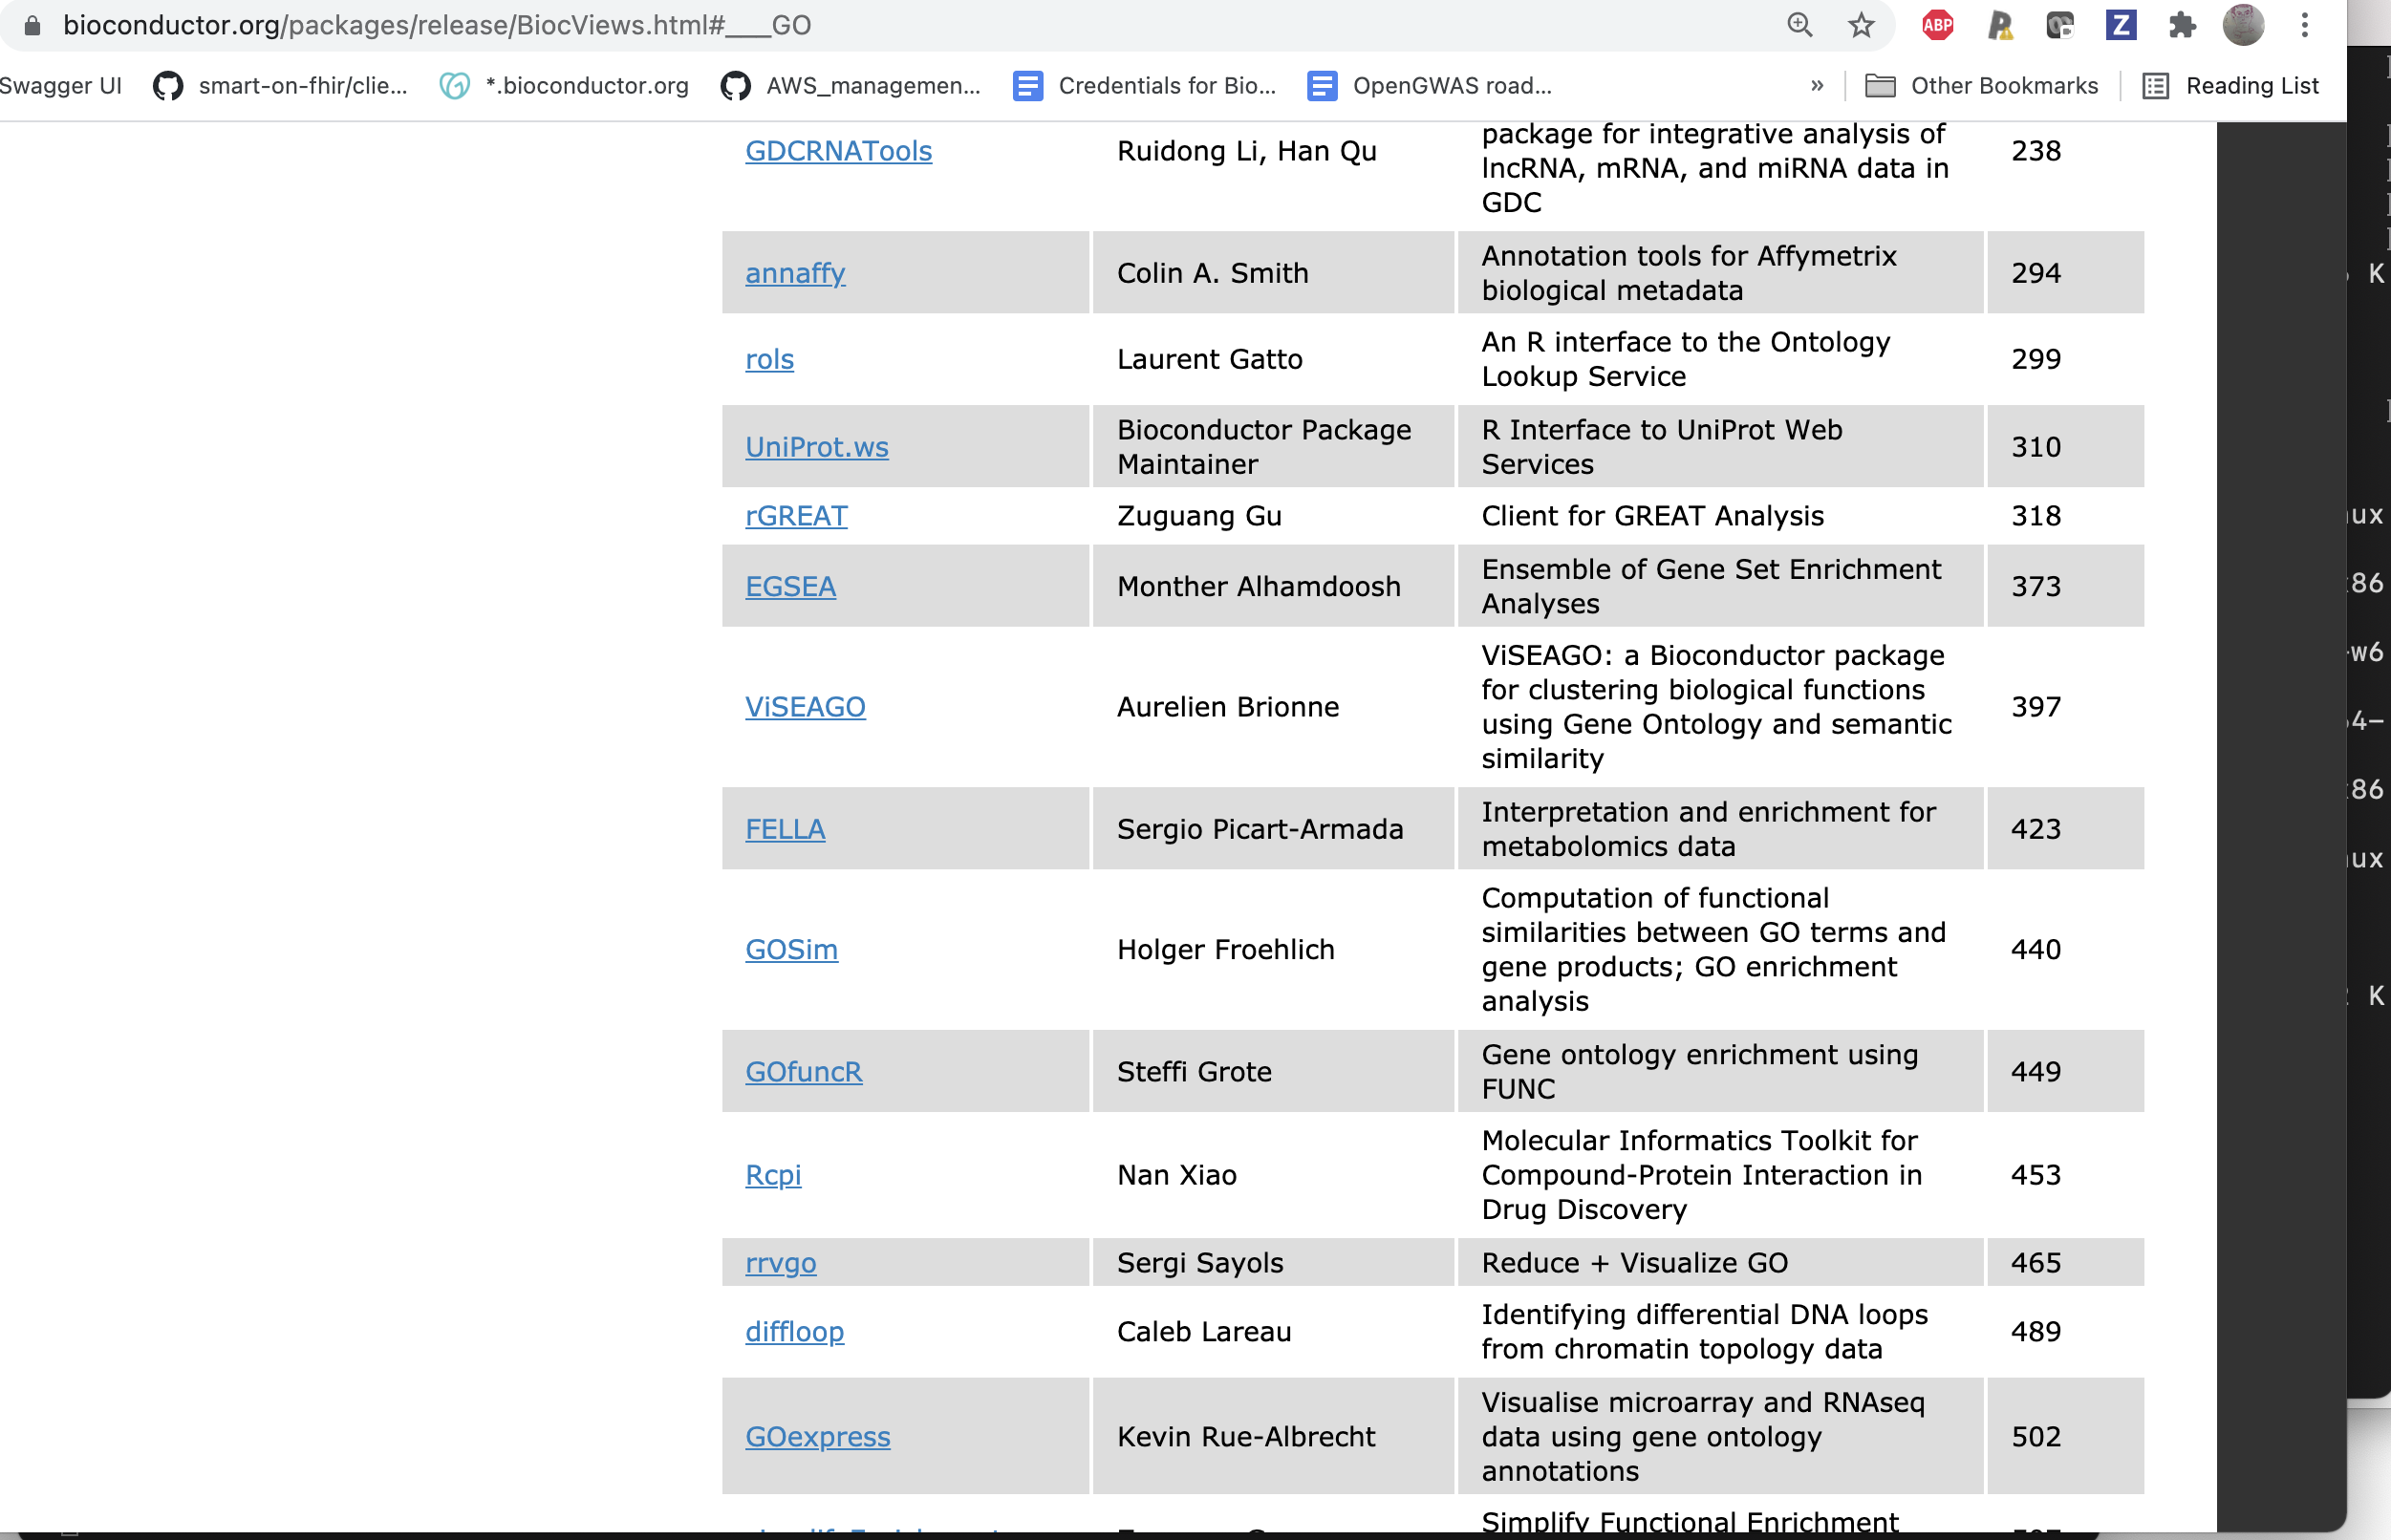 bioconductor.org/packages/release/BiocViews.html#___GO
ABP
Z
Swagger UI
smart-on-fhir/clie...
*.bioconductor.org
AWS_managemen...
Credentials for Bio...
OpenGWAS road...
»
Other Bookmarks
Reading List
GDCRNATools
Ruidong Li, Han Qu
package for integrative analysis of
lncRNA, mRNA, and miRNA data in
GDC
238
annaffy
Colin A. Smith
Annotation tools for Affymetrix
biological metadata
294
rols
Laurent Gatto
An R interface to the Ontology
Lookup Service
299
UniProt.ws
Bioconductor Package
Maintainer
R Interface to UniProt Web
Services
310
rGREAT
Zuguang Gu
Client for GREAT Analysis
318
EGSEA
Monther Alhamdoosh
Ensemble of Gene Set Enrichment
Analyses
373
ViSEAGO
Aurelien Brionne
ViSEAGO: a Bioconductor package
for clustering biological functions
using Gene Ontology and semantic
similarity
397
FELLA
Sergio Picart-Armada
Interpretation and enrichment for
metabolomics data
423
GOSim
Holger Froehlich
Computation of functional
similarities between GO terms and
gene products; GO enrichment
analysis
440
GOfuncR
Steffi Grote
Gene ontology enrichment using
FUNC
449
Rcpi
Nan Xiao
Molecular Informatics Toolkit for
Compound-Protein Interaction in
Drug Discovery
453
rrvgo
Sergi Sayols
Reduce + Visualize GO
465
diffloop
Caleb Lareau
Identifying differential DNA loops
from chromatin topology data
489
GOexpress
Kevin Rue-Albrecht
Visualise microarray and RNAseq
data using gene ontology
annotations
502
Simplify Functional Enrichment
K
ux
86
w6
4-
86
ux
K